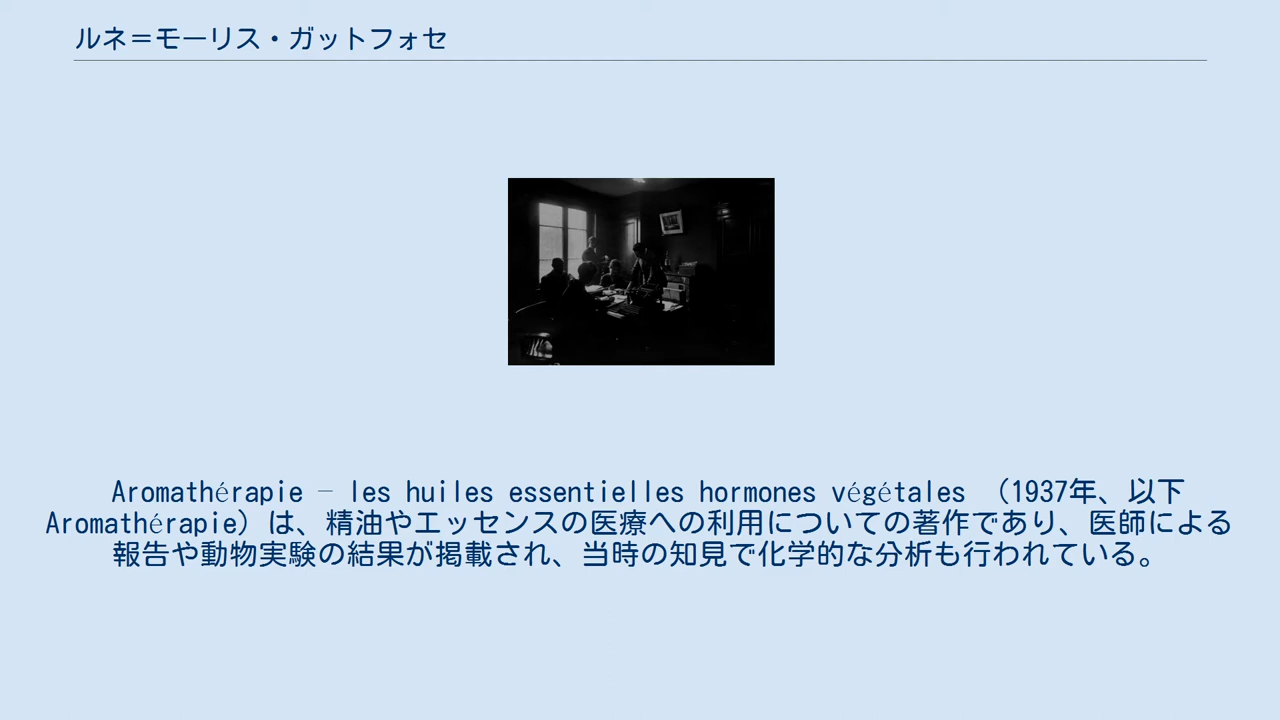 ルネ＝モーリス・ガットフォセ
Aromathérapie – les huiles essentielles hormones végétales （1937年、以下
Aromathérapie）は、精油やエッセンスの医療への利用についての著作であり、医師による
報告や動物実験の結果が掲載され、当時の知見で化学的な分析も行われている。